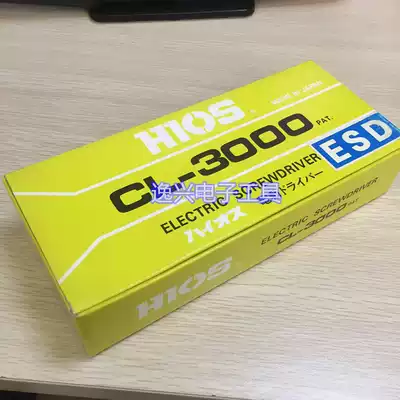 MADE IN JAPAN
HIOS
CL-3000 PAT.
ESD
ELECTRIC SCREWDRIVER
逸兴电子工具
ハイオス ドライバー
ELECTRIC SCREWDRIVER
HIOS CL-3000 PAT.